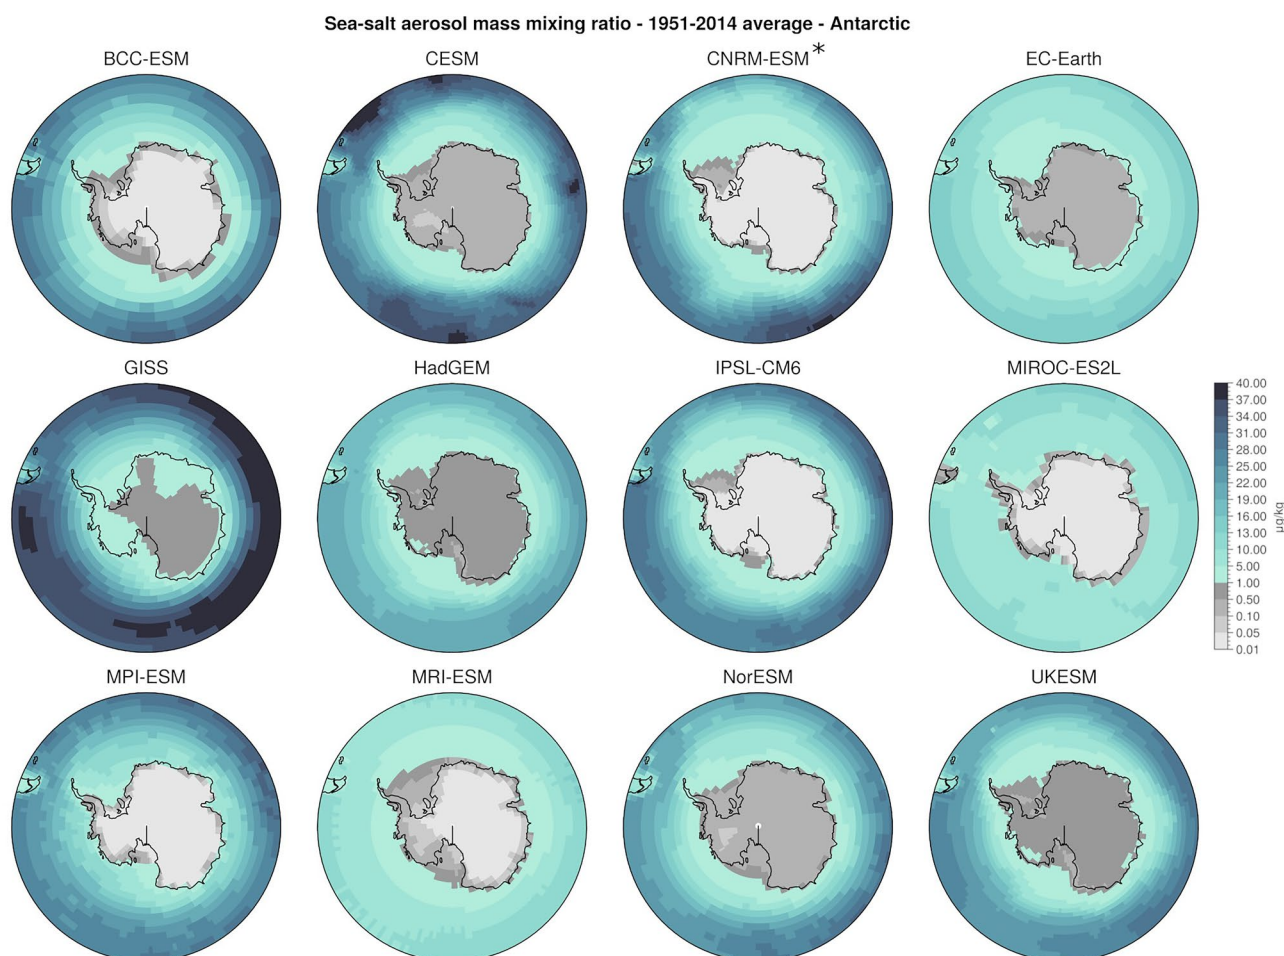 Sea-salt aerosol mass mixing ratio - 1951-2014 average - Antarctic
BCC-ESM
CESM
CNRM-ESM*
EC-Earth
GISS
HadGEM
IPSL-CM6
MIROC-ES2L
40.00
37.00
34.00
31.00
28.00
25.00
22.00
19.00
16.00
13.00
10.00
5.00
1.00
0.50
0.10
0.05
0.01
µg/kg
MPI-ESM
MRI-ESM
NorESM
UKESM